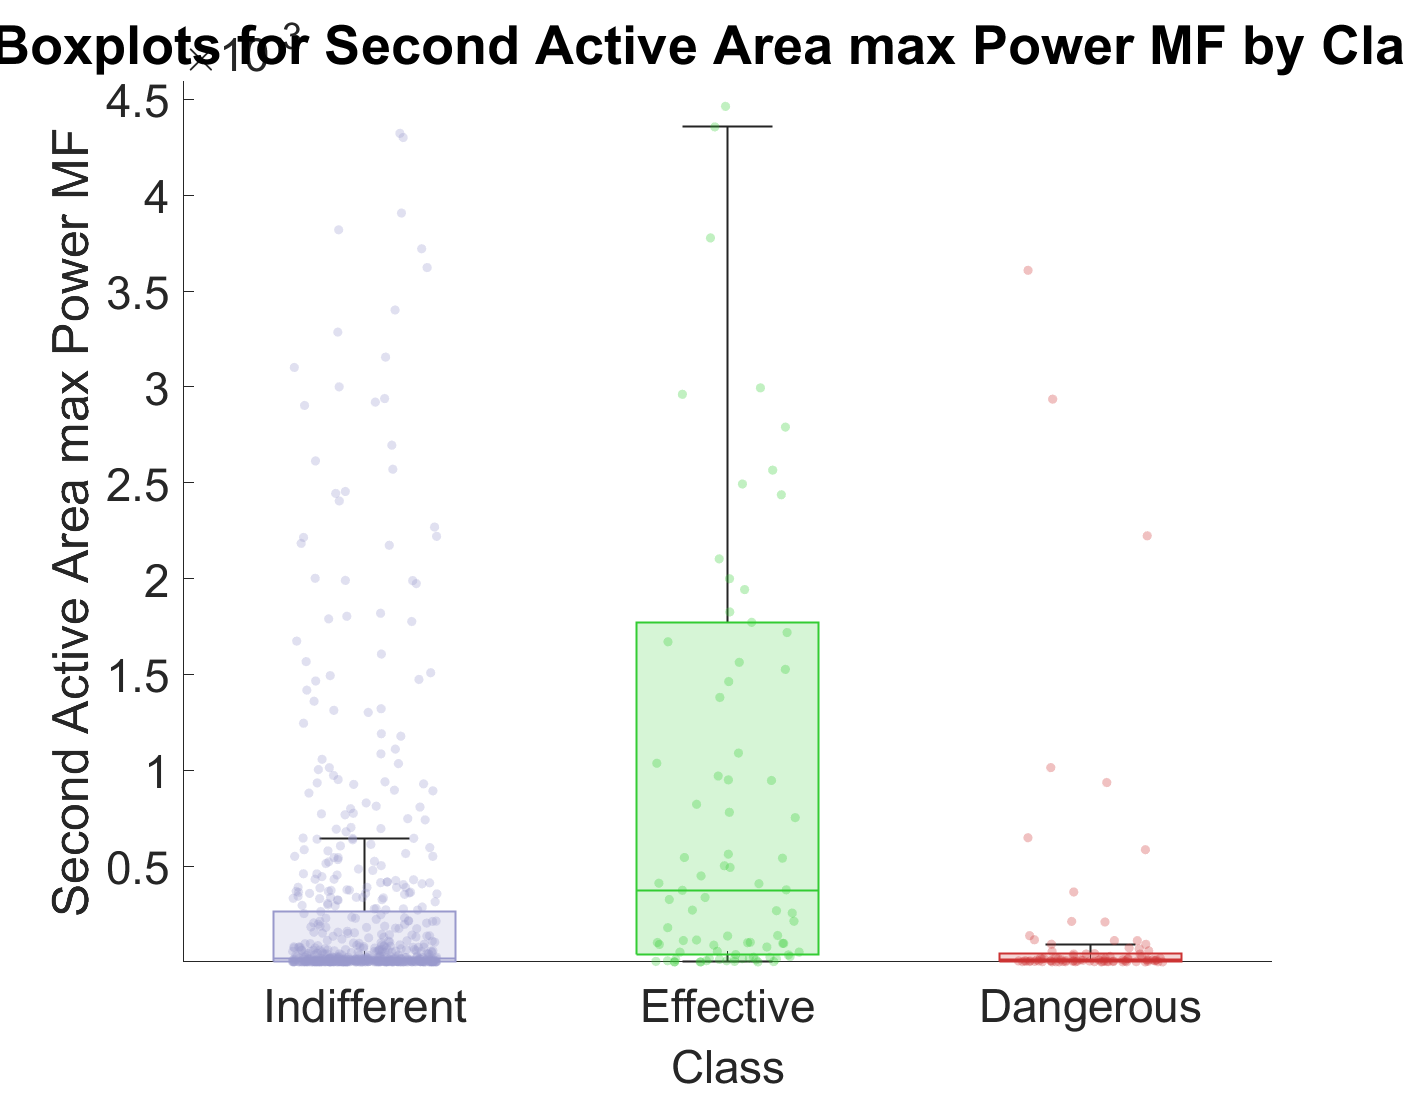 Boxplots for Second Active Area max Power MF by Cla
×10
3
4.5
4
3.5
3
2.5
2
1.5
1
0.5
Second Active Area max Power MF
Indifferent
Effective
Dangerous
Class